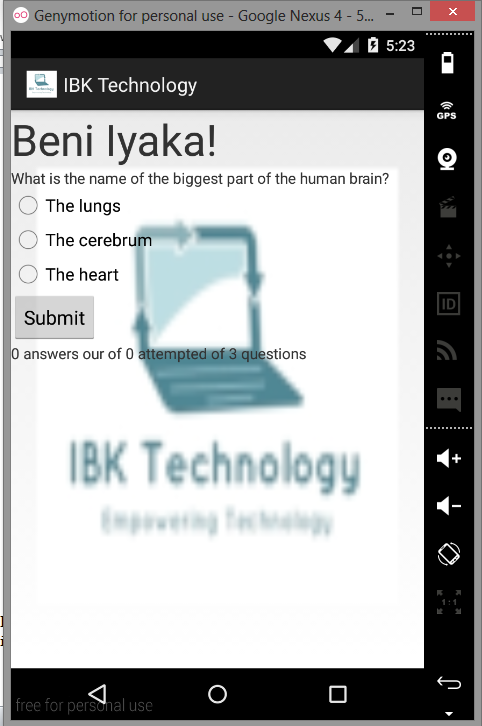 Genymotion for personal use - Google Nexus 4 - 5...
5:23
IBK Technology
Beni Iyaka!
What is the name of the biggest part of the human brain?
The lungs
The cerebrum
The heart
Submit
0 answers our of 0 attempted of 3 questions
IBK Technology
Empowering Technology
free for personal use
GPS
ID
1:1